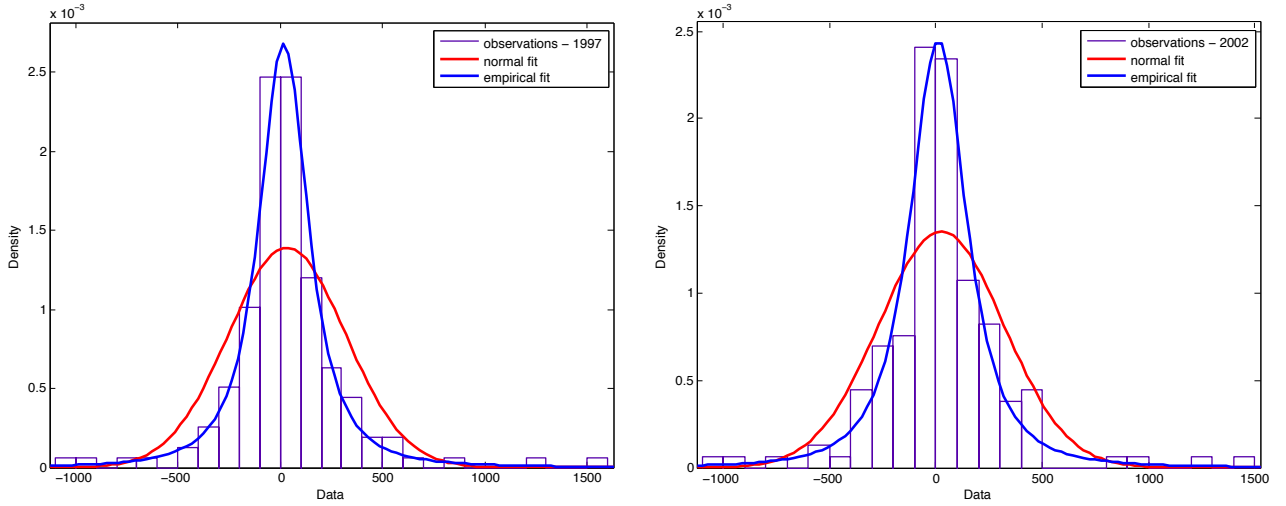 x 10⁻³
observations − 1997
normal fit
empirical fit
2.5
2
1.5
1
0.5
0
Density
−1000
−500
0
500
1000
1500
Data
x 10⁻³
observations − 2002
normal fit
empirical fit
2.5
2
1.5
1
0.5
0
Density
−1000
−500
0
500
1000
1500
Data